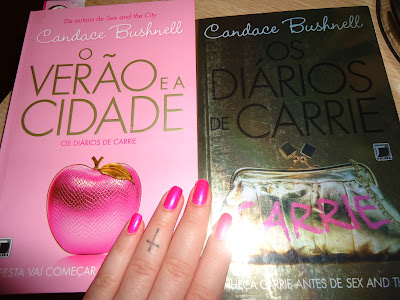 Da autora de Sex and the City
Candace Bushnell
O
VERÃO E A
CIDADE
OS DIÁRIOS DE CARRIE
FESTA VAI COMEÇAR
Candace Bushnell
OS
DIÁRIOS
DE CARRIE
CARRIE
CARRIE ANTES DE SEX AND